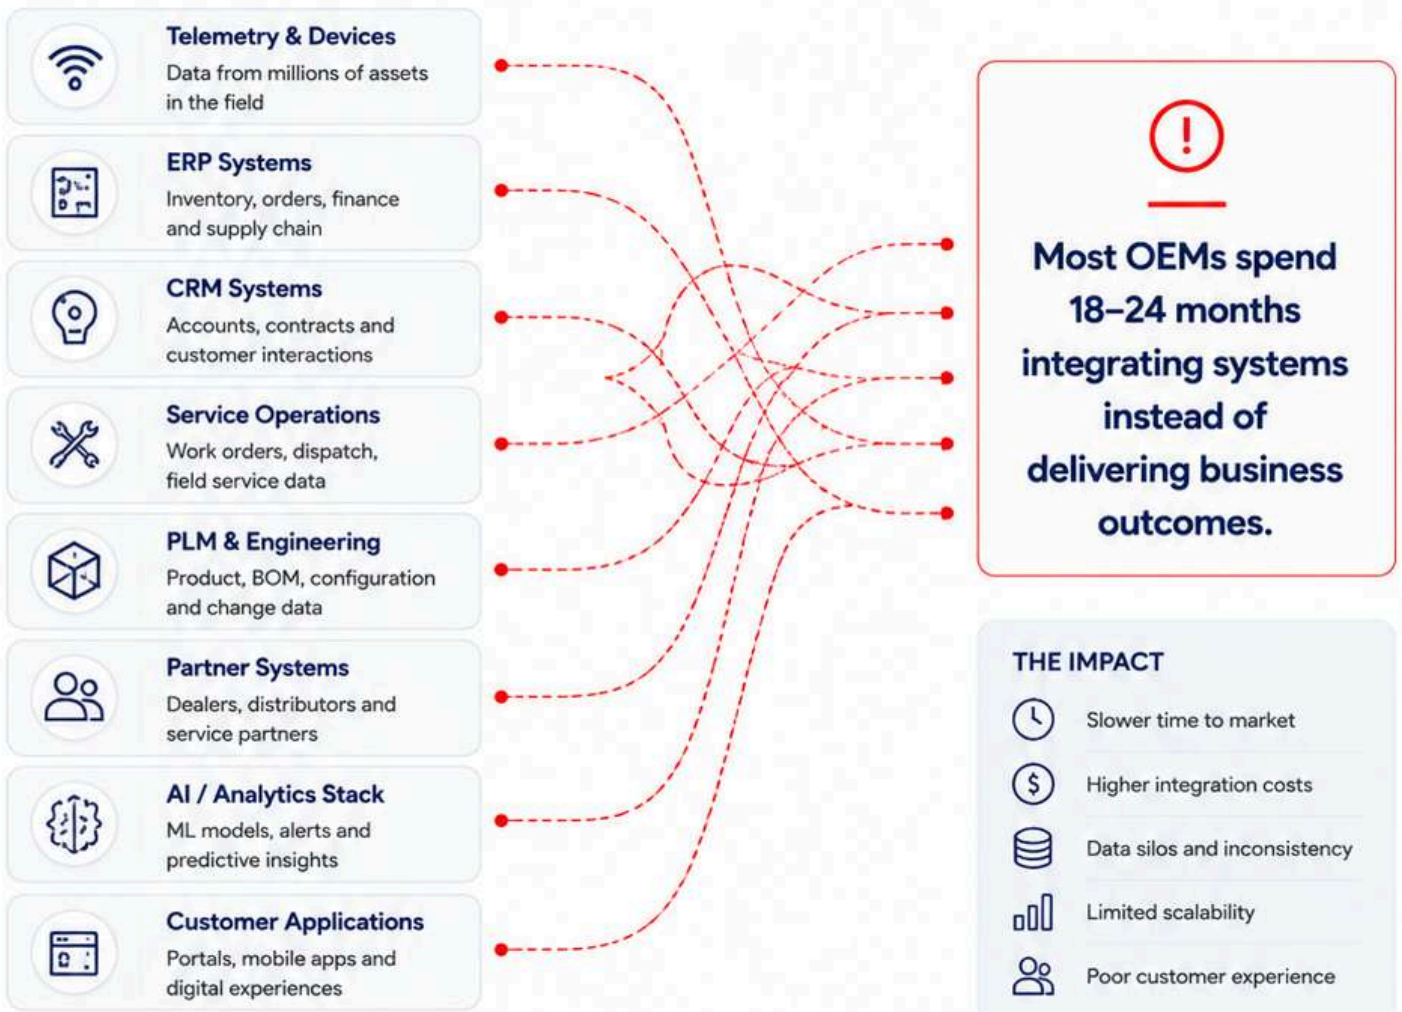 Telemetry & Devices
Data from millions of assets
in the field
ERP Systems
Inventory, orders, finance
and supply chain
CRM Systems
Accounts, contracts and
customer interactions
Service Operations
Work orders, dispatch,
field service data
PLM & Engineering
Product, BOM, configuration
and change data
Partner Systems
Dealers, distributors and
service partners
AI / Analytics Stack
ML models, alerts and
predictive insights
Customer Applications
Portals, mobile apps and
digital experiences
Most OEMs spend
18–24 months
integrating systems
instead of
delivering business
outcomes.
THE IMPACT
Slower time to market
Higher integration costs
Data silos and inconsistency
Limited scalability
Poor customer experience